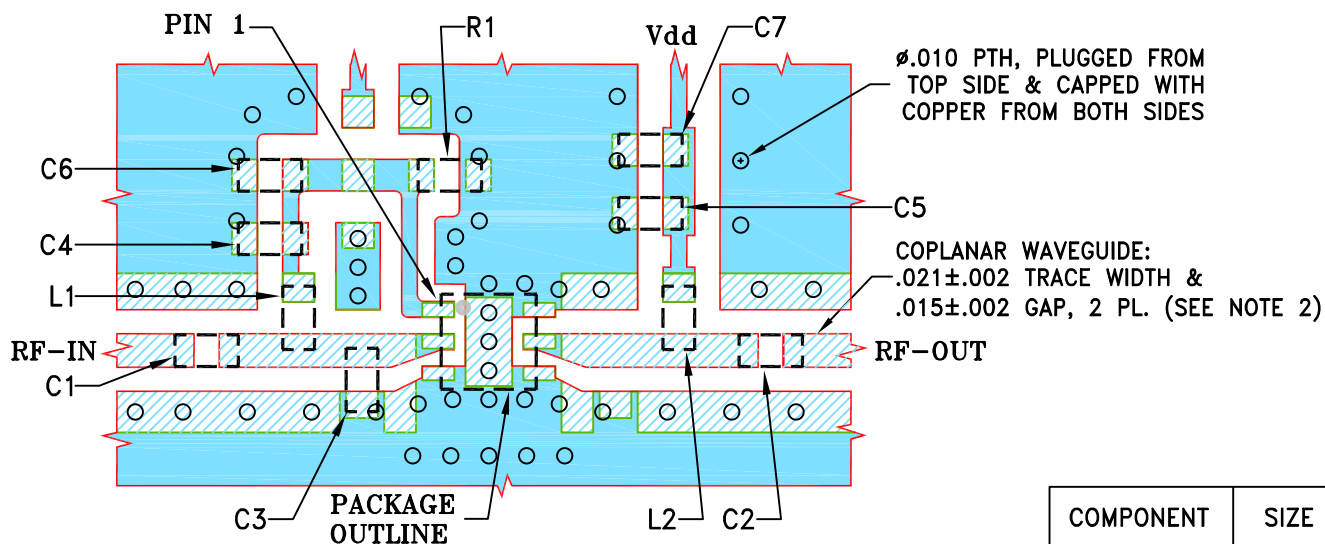 PIN 1
R1
Vdd
C7
ø.010 PTH, PLUGGED FROM
TOP SIDE & CAPPED WITH
COPPER FROM BOTH SIDES
C6
C5
C4
COPLANAR WAVEGUIDE:
.021±.002 TRACE WIDTH &
.015±.002 GAP, 2 PL. (SEE NOTE 2)
L1
RF-IN
RF-OUT
C1
C3
PACKAGE
OUTLINE
L2
C2
COMPONENT
SIZE